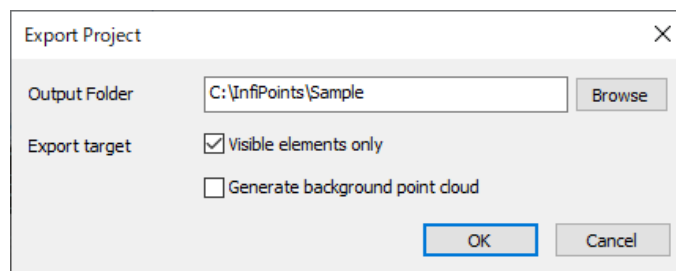 Export Project
Output Folder C:\InfiPoints\Sample Browse
Export target Visible elements only
Generate background point cloud
OK Cancel